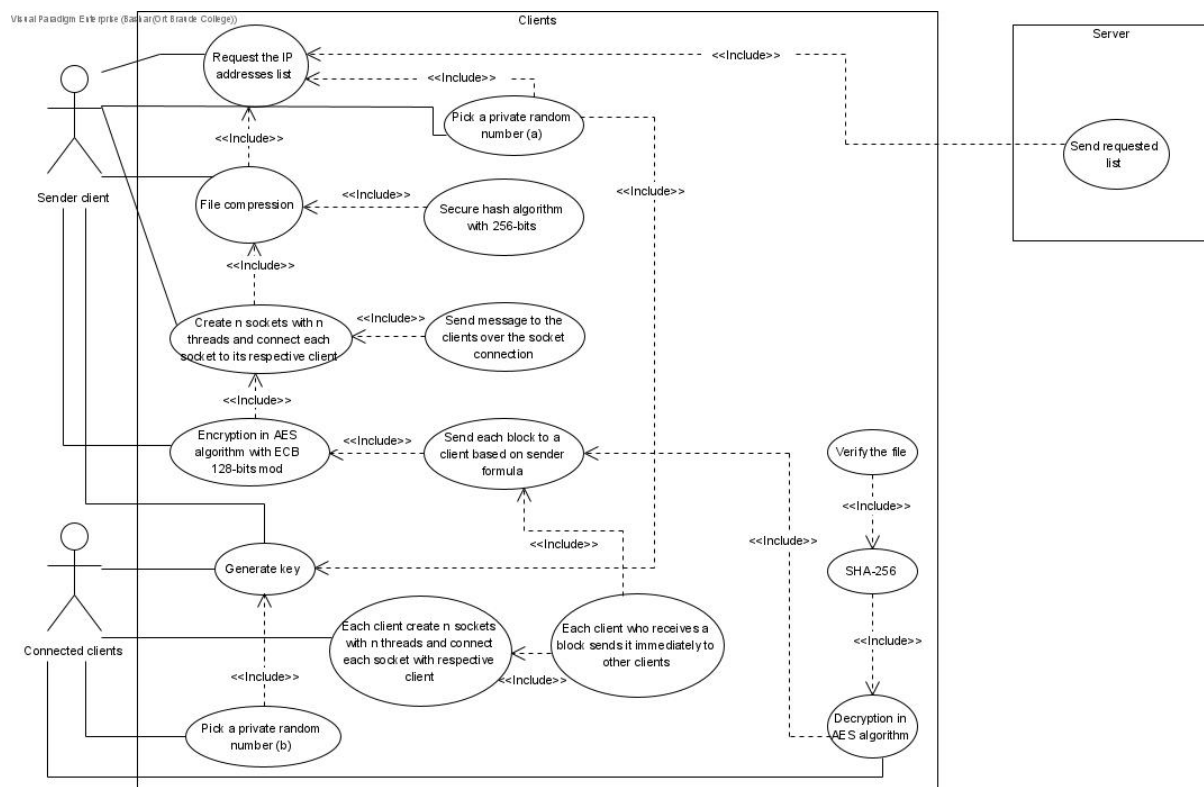 Visual Paradigm Enterprise
Ort Braude College))
Clients
Server
Request the IP
addresses list
<<Include>>
<<Include>>
Pick a private random
number (a)
<<Include>>
Send requested
list
Sender client
File compression
<<Include>>
Secure hash algorithm
with 256-bits
<<Include>>
Create n sockets with n
threads and connect each
socket to its respective client
<<Include>>
Send message to the
clients over the socket
connection
<<Include>>
Encryption in AES
algorithm with ECB
128-bits mod
<<Include>>
Send each block to a
client based on sender
formula
Verify the file
<<Include>>
<<Include>>
<<Include>>
Generate key
SHA-256
Connected clients
Each client create n sockets
with n threads and connect
each socket with respective
client
<<Include>>
Each client who receives a
block sends it immediately to
other clients
<<Include>>
<<Include>>
Pick a private random
number (b)
Decryption in
AES algorithm